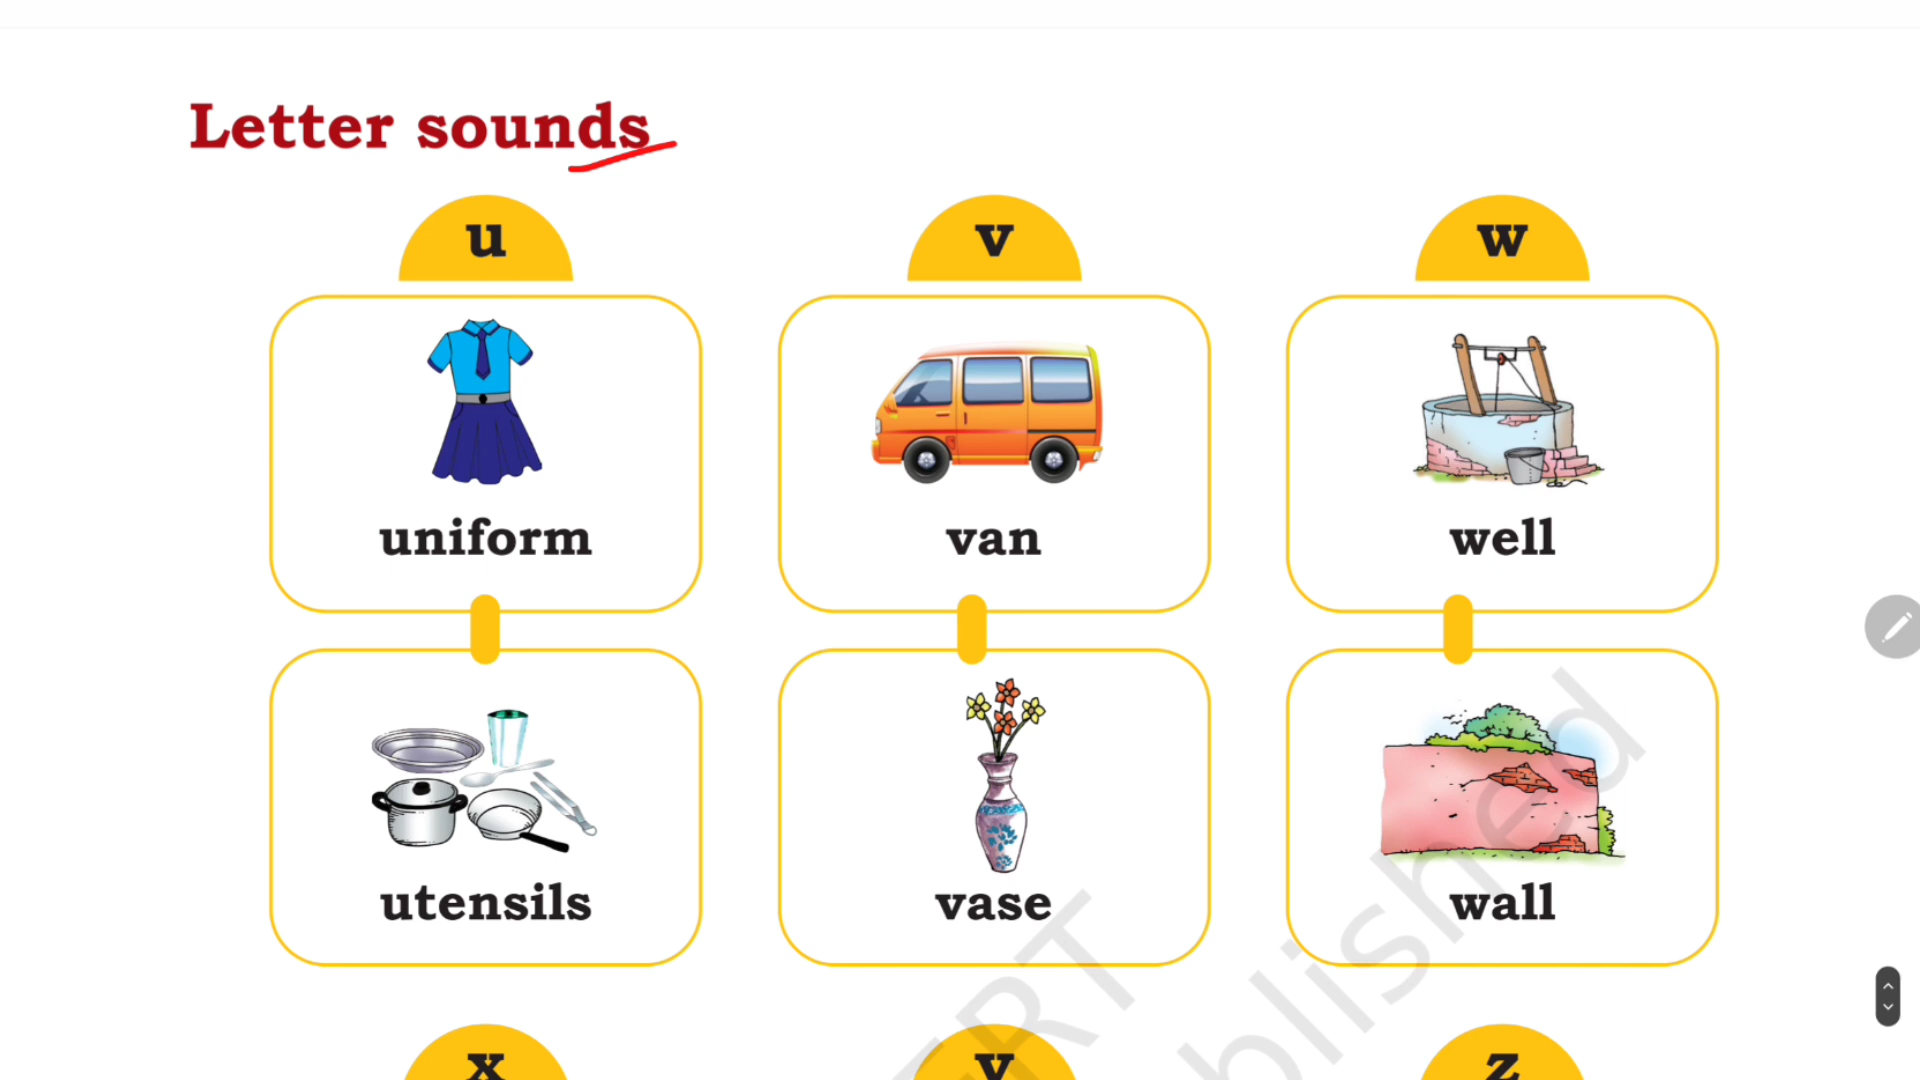 Letter sounds
u v w
uniform van well
utensils vase wall
x y z